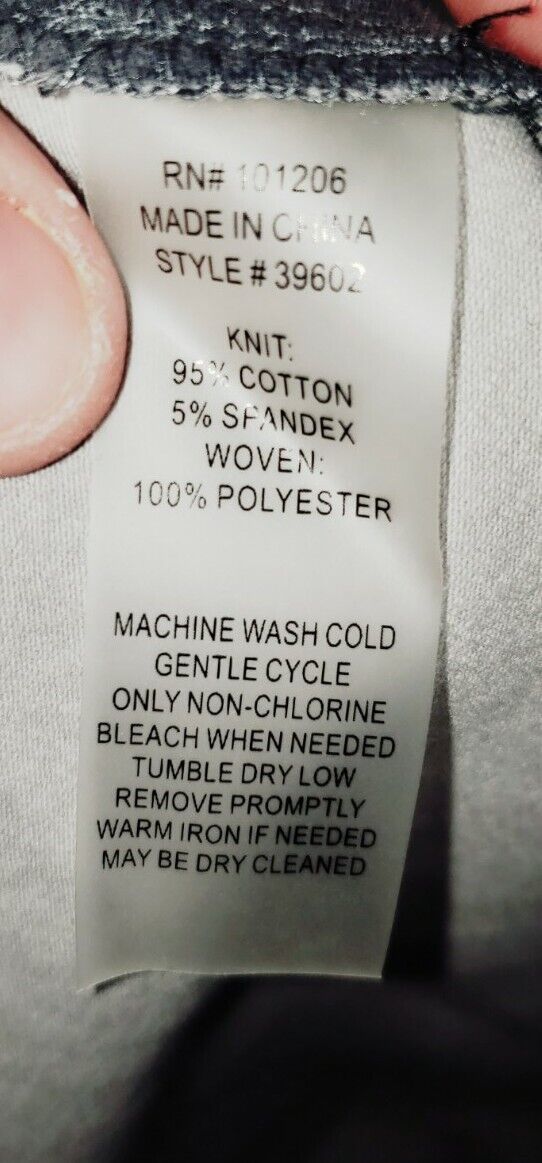 RN# 101206
MADE IN CHINA
STYLE # 39602
KNIT:
95% COTTON
5% SPANDEX
WOVEN:
100% POLYESTER
MACHINE WASH COLD
GENTLE CYCLE
ONLY NON-CHLORINE
BLEACH WHEN NEEDED
TUMBLE DRY LOW
REMOVE PROMPTLY
WARM IRON IF NEEDED
MAY BE DRY CLEANED